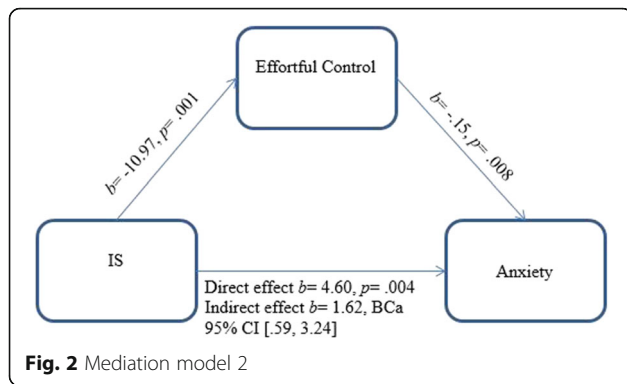 Effortful Control
b= -10.97, p= .001
b= -.15, p= .008
IS
Anxiety
Direct effect b= 4.60, p= .004
Indirect effect b= 1.62, BCa
95% CI [.59, 3.24]
Fig. 2 Mediation model 2